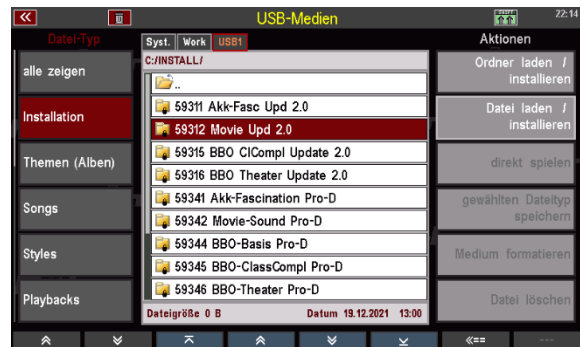 USB-Medien
22:14
Datei-Typ
Syst. Work USB1
Aktionen
C:/INSTALL/
alle zeigen
Installation
Themen (Alben)
Songs
Styles
Playbacks
..
59311 Akk-Fasc Upd 2.0
59312 Movie Upd 2.0
59315 BBO ClCompl Update 2.0
59316 BBO Theater Update 2.0
59341 Akk-Fascination Pro-D
59342 Movie-Sound Pro-D
59344 BBO-Basis Pro-D
59345 BBO-ClassCompl Pro-D
59346 BBO-Theater Pro-D
Dateigröße 0 B Datum 19.12.2021 13:00
Ordner laden /
installieren
Datei laden /
installieren
direkt spielen
gewählten Dateityp
speichern
Medium formatieren
Datei löschen
«==
---